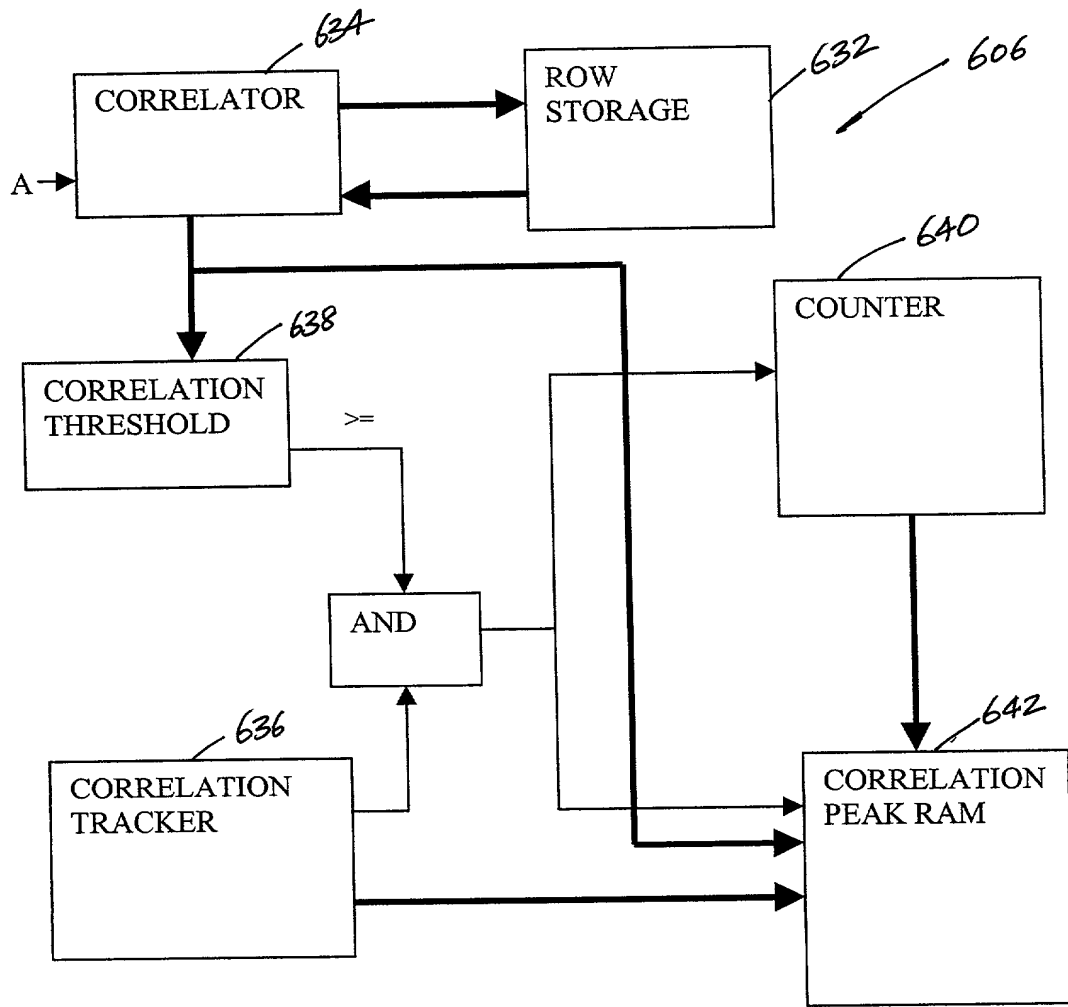 634
CORRELATOR
632
ROW
STORAGE
606
A
640
COUNTER
638
CORRELATION
THRESHOLD
>=
AND
636
CORRELATION
TRACKER
642
CORRELATION
PEAK RAM